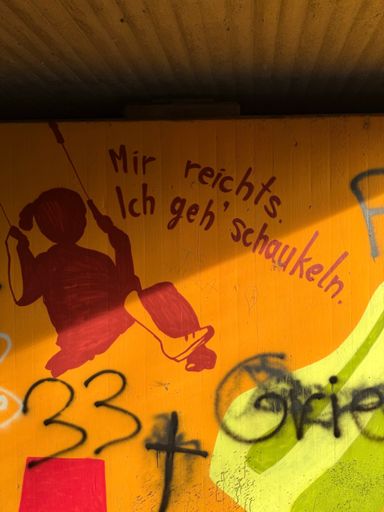 Mir reichts.
Ich geh' schaukeln.
33